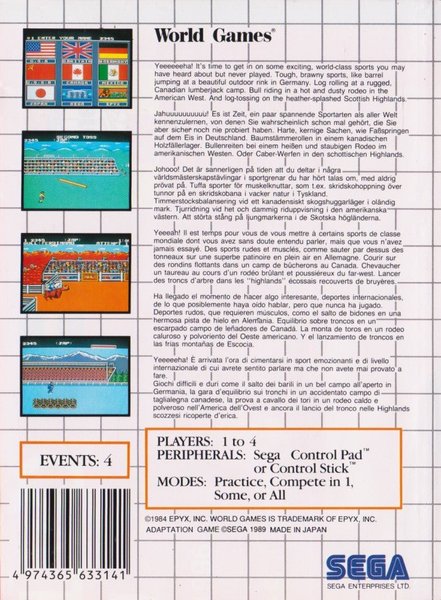 World Games®
#1 ENTER YOUR NAME 2345
U.S.A. BRITAIN GERMANY
CANADA MEXICO
JAPAN EPYX
SECOND TOSS
2345 JAP
2345
2345 JAP
Yeeeeeeha! It's time to get in on some exciting, world-class sports you may
have heard about but never played. Tough, brawny sports, like barrel
jumping at a beautiful outdoor rink in Germany. Log rolling at a rugged,
Canadian lumberjack camp. Bull riding in a hot and dusty rodeo in the
American West. And log-tossing on the heather-splashed Scottish Highlands.
Jahuuuuuuuuu! Es ist Zeit, ein paar spannende Sportarten als aller Welt
kennenzulernen, von denen Sie wahrscheinlich schon mal gehört, die Sie
aber sicher noch nie probiert haben. Harte, kernige Sachen, wie Faßspringen
auf dem Eis in Deutschland. Baumstämmerollen in einem kanadischen
Holzfällerlager. Bullenreiten bei einem heißen und staubigen Rodeo im
amerikanischen Westen. Oder Caber-Werfen in den schottischen Highlands.
Johooo! Det är sannerligen på tiden att du deltar i några
världsmästerskapstävlingar i sportgrenar du har hört talas om, med aldrig
prövat på. Tuffa sporter för muskelknuttar, som t.ex. skridskohoppning över
tunnor på en skridskobana i vacker natur i Tyskland.
Timmerstocksbalansering vid ett kanadensiskt skogshuggarläger i oländig
mark. Tjurridning vid het och dammig riduppvisning i den amerikanska
västern. Att störta stång på ljungmarkerna i de Skotska högländerna.
Yeeeah! Il est temps pour vous de vous mettre à certains sports de classe
mondiale dont vous avez sans doute entendu parler, mais que vous n'avez
jamais essayé. Des sports rudes et musclés, comme sauter par dessus des
tonneaux sur une superbe patinoire en plein air en Allemagne. Courir sur
des rondins flottants dans un camp de bûcherons au Canada. Chevaucher
un taureau au cours d'un rodéo brûlant et poussiéreux du far-west. Lancer
des troncs d'arbre dans les "highlands" écossais recouverts de bruyères.
Ha llegado el momento de hacer algo interesante, deportes internacionales,
de lo que posiblemente haya oido hablar, pero que nunca ha jugado.
Deportes rudos, que requieren músculos, como el salto de bidones en una
hermosa pista de hielo en Alemania. Equilibrio sobre troncos en un
escarpado campo de leñadores de Canadá. La monta de toros en un rodeo
caluroso y polvoriento del Oeste americano. Y el lanzamiento de troncos en
las frias montañas de Escocia.
Yeeeeeha! È arrivata l'ora di cimentarsi in sport emozionanti e di livello
internazionale di cui avrete sentito parlare ma che non avete mai provato a
fare.
Giochi difficili e duri come il salto dei barili in un bel campo all'aperto in
Germania, la gara d'equilibrio sui tronchi in un accidentato campo di
taglialegna canadese, la prova a cavallo dei tori in un rodeo caldo e
polveroso nell'America dell'Ovest e ancora il lancio del tronco nelle Highlands
scozzesi ricoperte d'erica.
EVENTS: 4
PLAYERS: 1 to 4
PERIPHERALS: Sega Control Pad™
or Control Stick™
MODES: Practice, Compete in 1,
Some, or All
©1984 EPYX, INC. WORLD GAMES IS TRADEMARK OF EPYX, INC.
ADAPTATION GAME ©SEGA 1989 MADE IN JAPAN
4 974365 633141
SEGA
SEGA ENTERPRISES LTD.